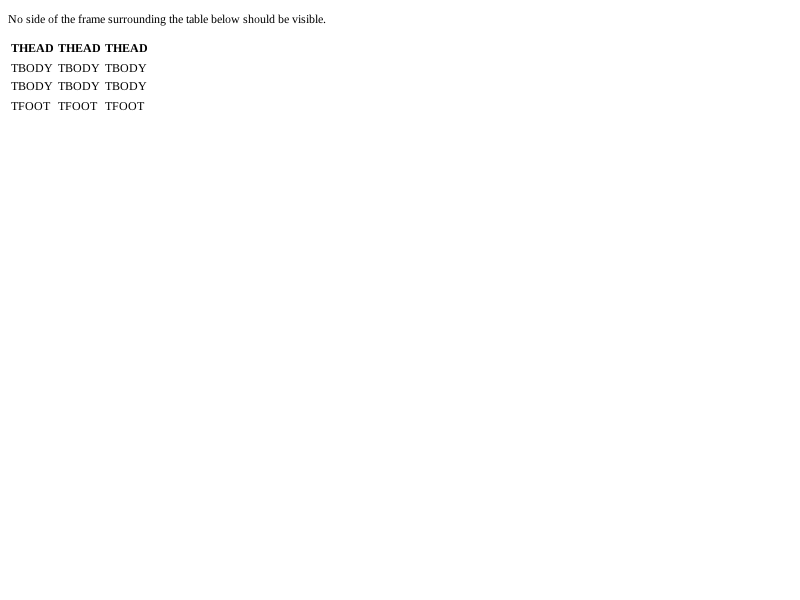 No side of the frame surrounding the table below should be visible.
THEAD THEAD THEAD
TBODY TBODY TBODY
TBODY TBODY TBODY
TFOOT TFOOT TFOOT